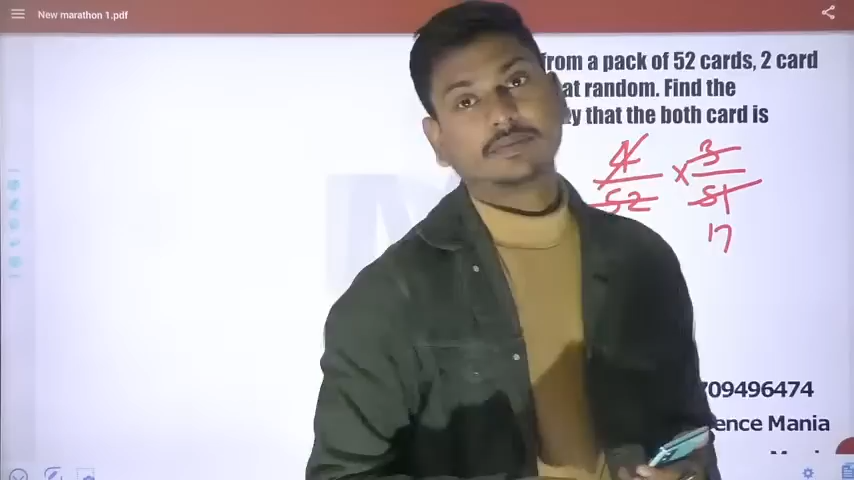 New marathon 1.pdf
from a pack of 52 cards, 2 card
at random. Find the
that the both card is
4/52 × 3/51
17
709496474
ence Mania